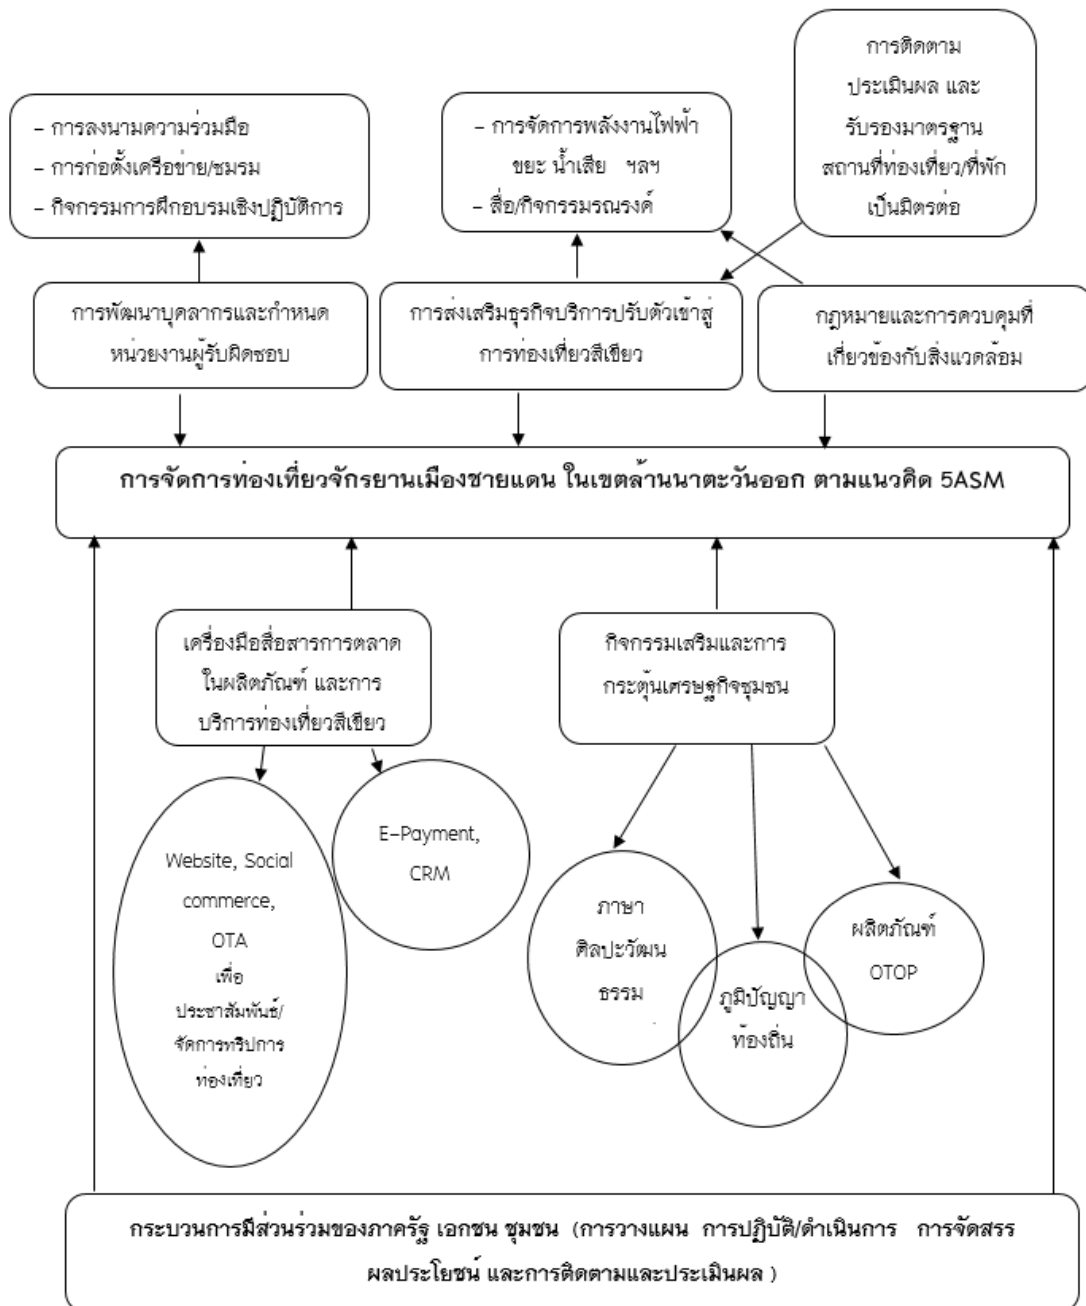 การติดตาม
ประเมินผล และ
รับรองมาตรฐาน
สถานที่ท่องเที่ยว/ที่พัก
เป็นมิตรต่อ
– การลงนามความร่วมมือ
– การก่อตั้งเครือข่าย/ชมรม
– กิจกรรมการฝึกอบรมเชิงปฏิบัติการ
– การจัดการพลังงานไฟฟ้า
ขยะ น้ำเสีย ฯลฯ
– สื่อ/กิจกรรมรณรงค์
การพัฒนาบุคลากรและกำหนด
หน่วยงานผู้รับผิดชอบ
การส่งเสริมธุรกิจบริการปรับตัวเข้าสู่
การท่องเที่ยวสีเขียว
กฎหมายและการควบคุมที่
เกี่ยวข้องกับสิ่งแวดล้อม
การจัดการท่องเที่ยวจักรยานเมืองชายแดน ในเขตล้านนาตะวันออก ตามแนวคิด 5ASM
เครื่องมือสื่อสารการตลาด
ในผลิตภัณฑ์ และการ
บริการท่องเที่ยวสีเขียว
กิจกรรมเสริมและการ
กระตุ้นเศรษฐกิจชุมชน
Website, Social
commerce,
OTA
เพื่อ
ประชาสัมพันธ์/
จัดการทริปการ
ท่องเที่ยว
E–Payment,
CRM
ภาษา
ศิลปะวัฒน
ธรรม
ภูมิปัญญา
ท้องถิ่น
ผลิตภัณฑ์
OTOP
กระบวนการมีส่วนร่วมของภาครัฐ เอกชน ชุมชน (การวางแผน การปฏิบัติ/ดำเนินการ การจัดสรร
ผลประโยชน์ และการติดตามและประเมินผล )